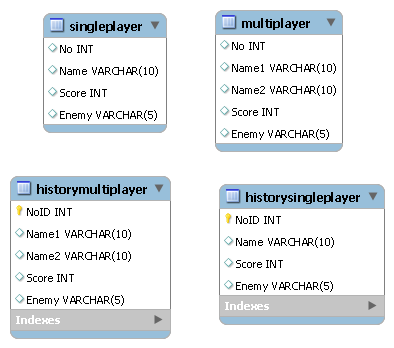 singleplayer
No INT
Name VARCHAR(10)
Score INT
Enemy VARCHAR(5)
multiplayer
No INT
Name1 VARCHAR(10)
Name2 VARCHAR(10)
Score INT
Enemy VARCHAR(5)
historymultiplayer
NoID INT
Name1 VARCHAR(10)
Name2 VARCHAR(10)
Score INT
Enemy VARCHAR(5)
Indexes
historysingleplayer
NoID INT
Name VARCHAR(10)
Score INT
Enemy VARCHAR(5)
Indexes